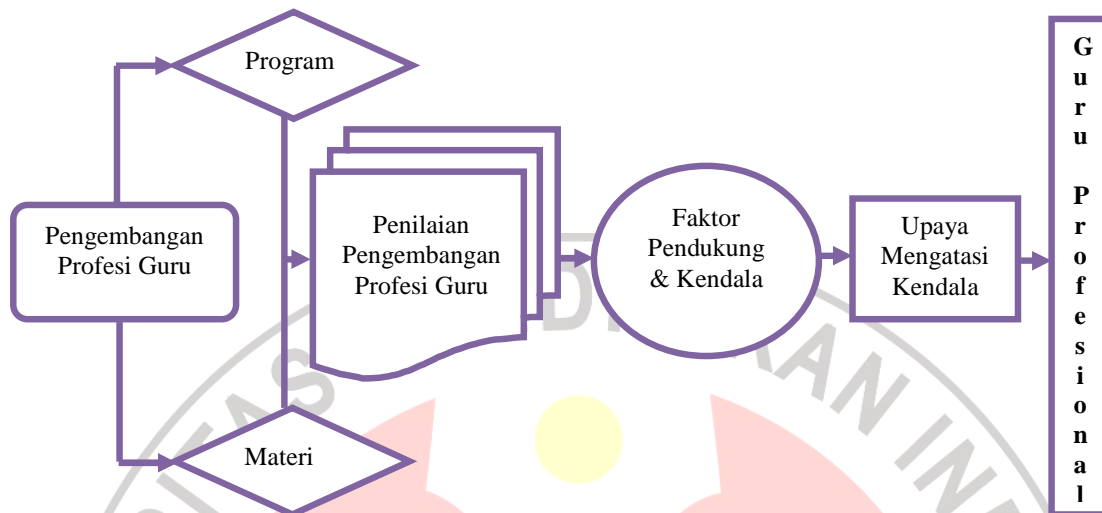 Program
Pengembangan
Profesi Guru
Materi
Penilaian
Pengembangan
Profesi Guru
Faktor
Pendukung
& Kendala
Upaya
Mengatasi
Kendala
G
u
r
u
P
r
o
f
e
s
i
o
n
a
l